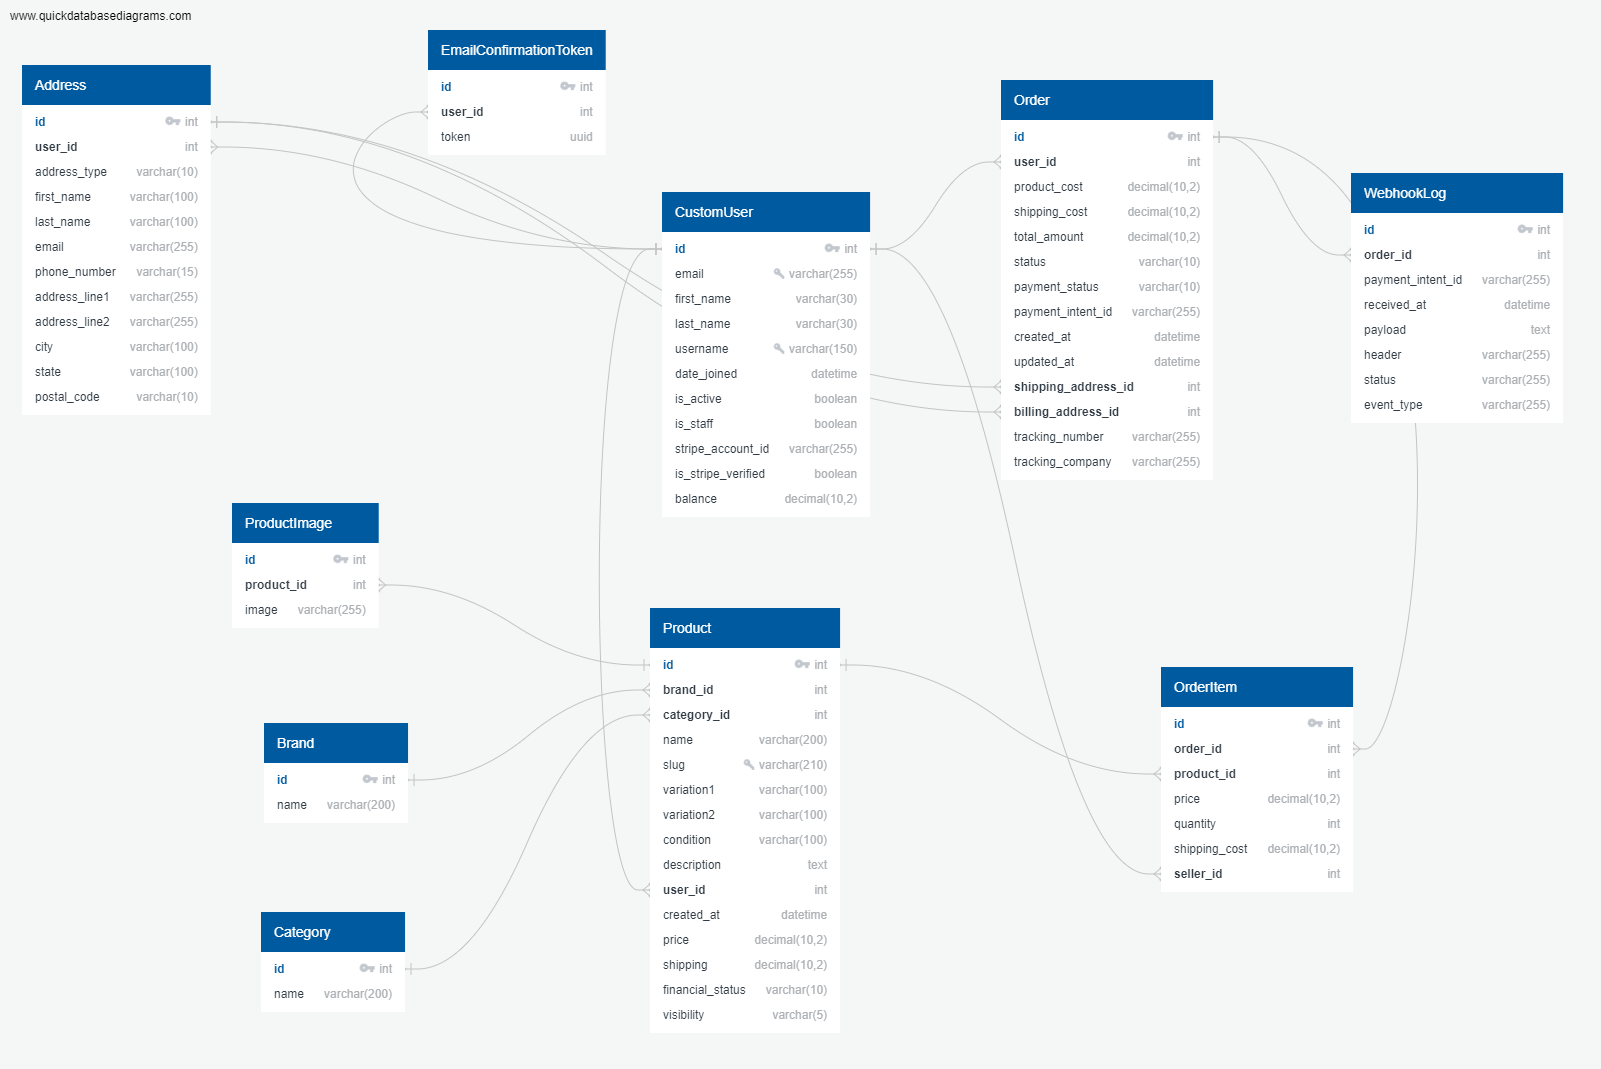 www.quickdatabasediagrams.com
Address
id int
user_id int
address_type varchar(10)
first_name varchar(100)
last_name varchar(100)
email varchar(255)
phone_number varchar(15)
address_line1 varchar(255)
address_line2 varchar(255)
city varchar(100)
state varchar(100)
postal_code varchar(10)
EmailConfirmationToken
id int
user_id int
token uuid
CustomUser
id int
email varchar(255)
first_name varchar(30)
last_name varchar(30)
username varchar(150)
date_joined datetime
is_active boolean
is_staff boolean
stripe_account_id varchar(255)
is_stripe_verified boolean
balance decimal(10,2)
Order
id int
user_id int
product_cost decimal(10,2)
shipping_cost decimal(10,2)
total_amount decimal(10,2)
status varchar(10)
payment_status varchar(10)
payment_intent_id varchar(255)
created_at datetime
updated_at datetime
shipping_address_id int
billing_address_id int
tracking_number varchar(255)
tracking_company varchar(255)
WebhookLog
id int
order_id int
payment_intent_id varchar(255)
received_at datetime
payload text
header varchar(255)
status varchar(255)
event_type varchar(255)
ProductImage
id int
product_id int
image varchar(255)
Brand
id int
name varchar(200)
Category
id int
name varchar(200)
Product
id int
brand_id int
category_id int
name varchar(200)
slug varchar(210)
variation1 varchar(100)
variation2 varchar(100)
condition varchar(100)
description text
user_id int
created_at datetime
price decimal(10,2)
shipping decimal(10,2)
financial_status varchar(10)
visibility varchar(5)
OrderItem
id int
order_id int
product_id int
price decimal(10,2)
quantity int
shipping_cost decimal(10,2)
seller_id int